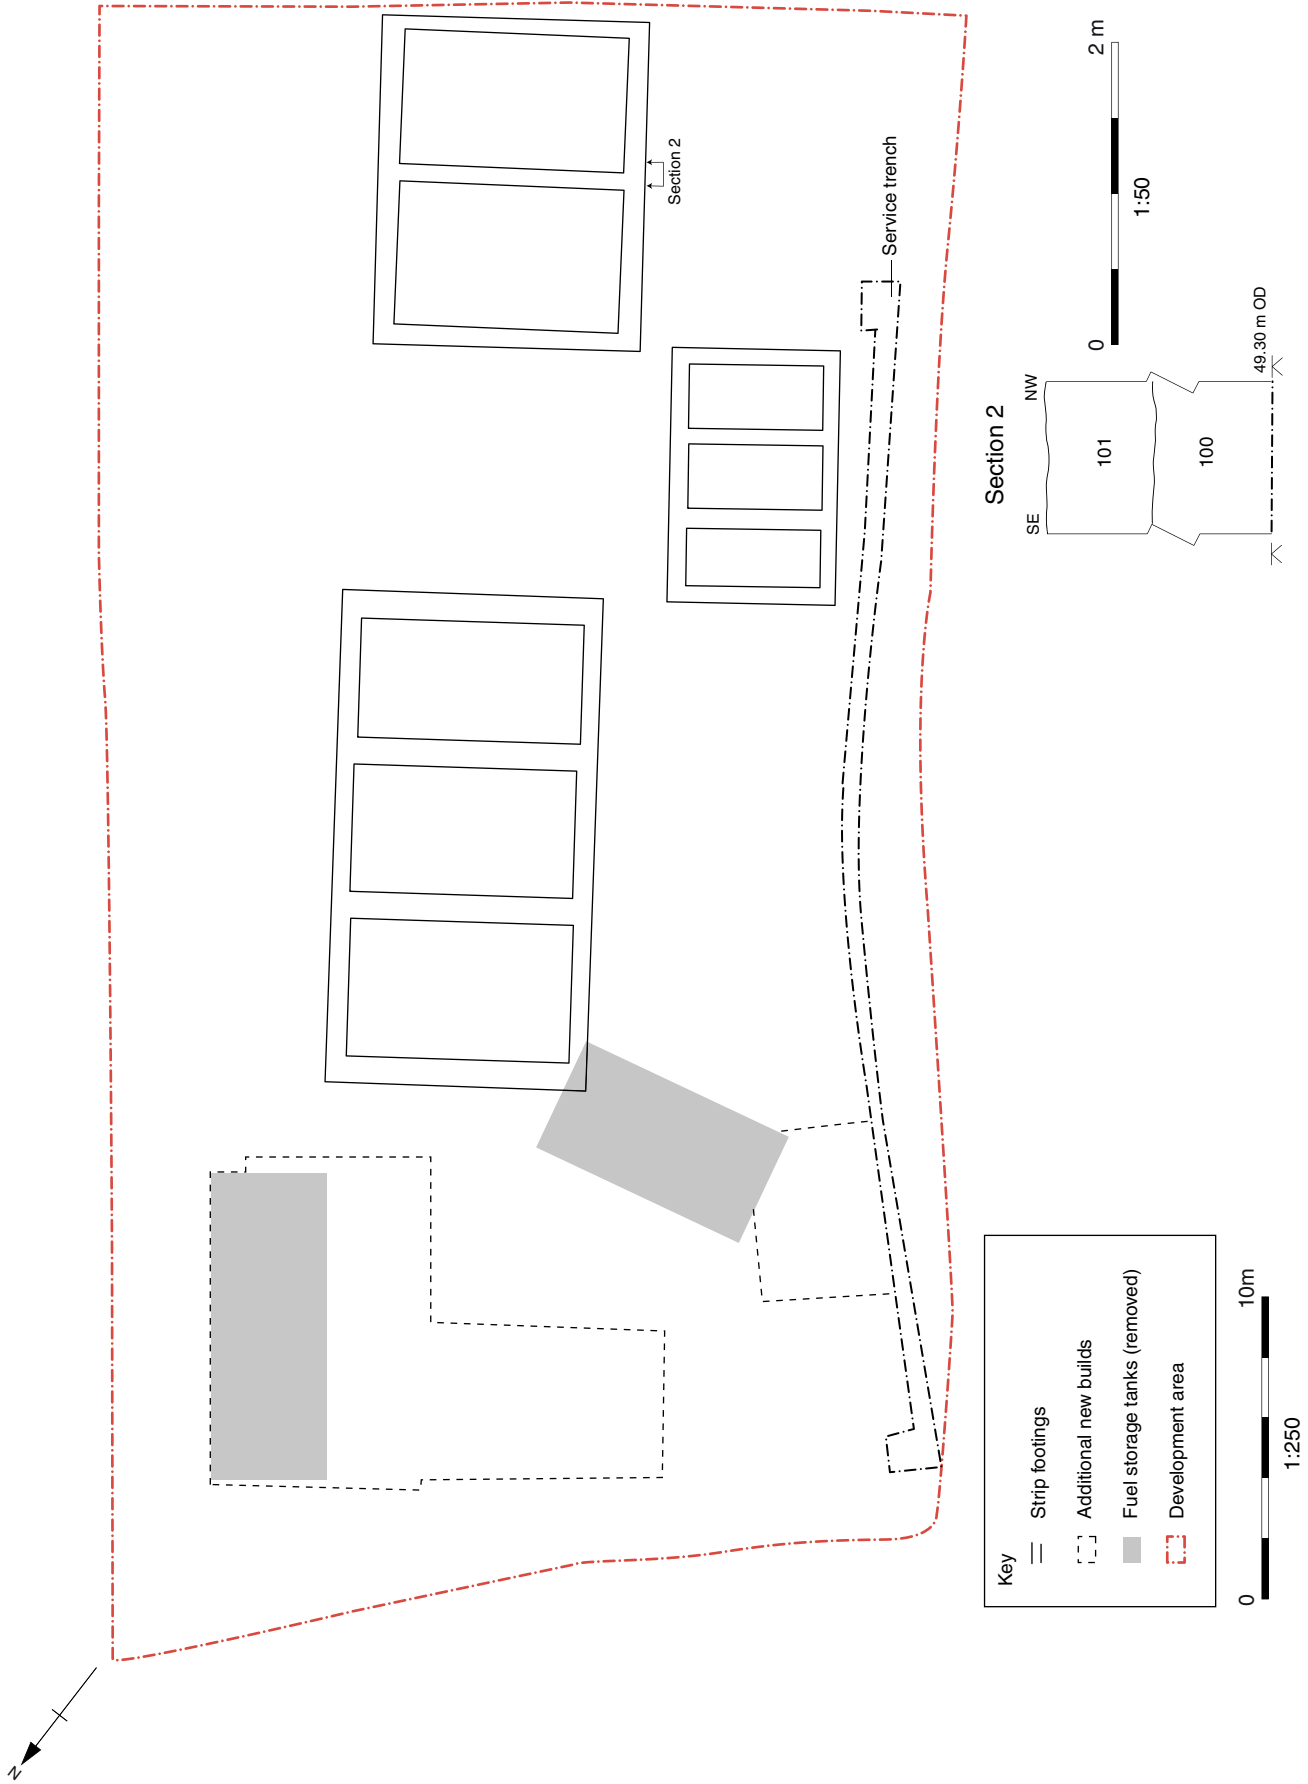 N
Section 2
Service trench
Section 2
SE
NW
101
100
49.30 m OD
0
2 m
1:50
Key
Strip footings
Additional new builds
Fuel storage tanks (removed)
Development area
0
10m
1:250